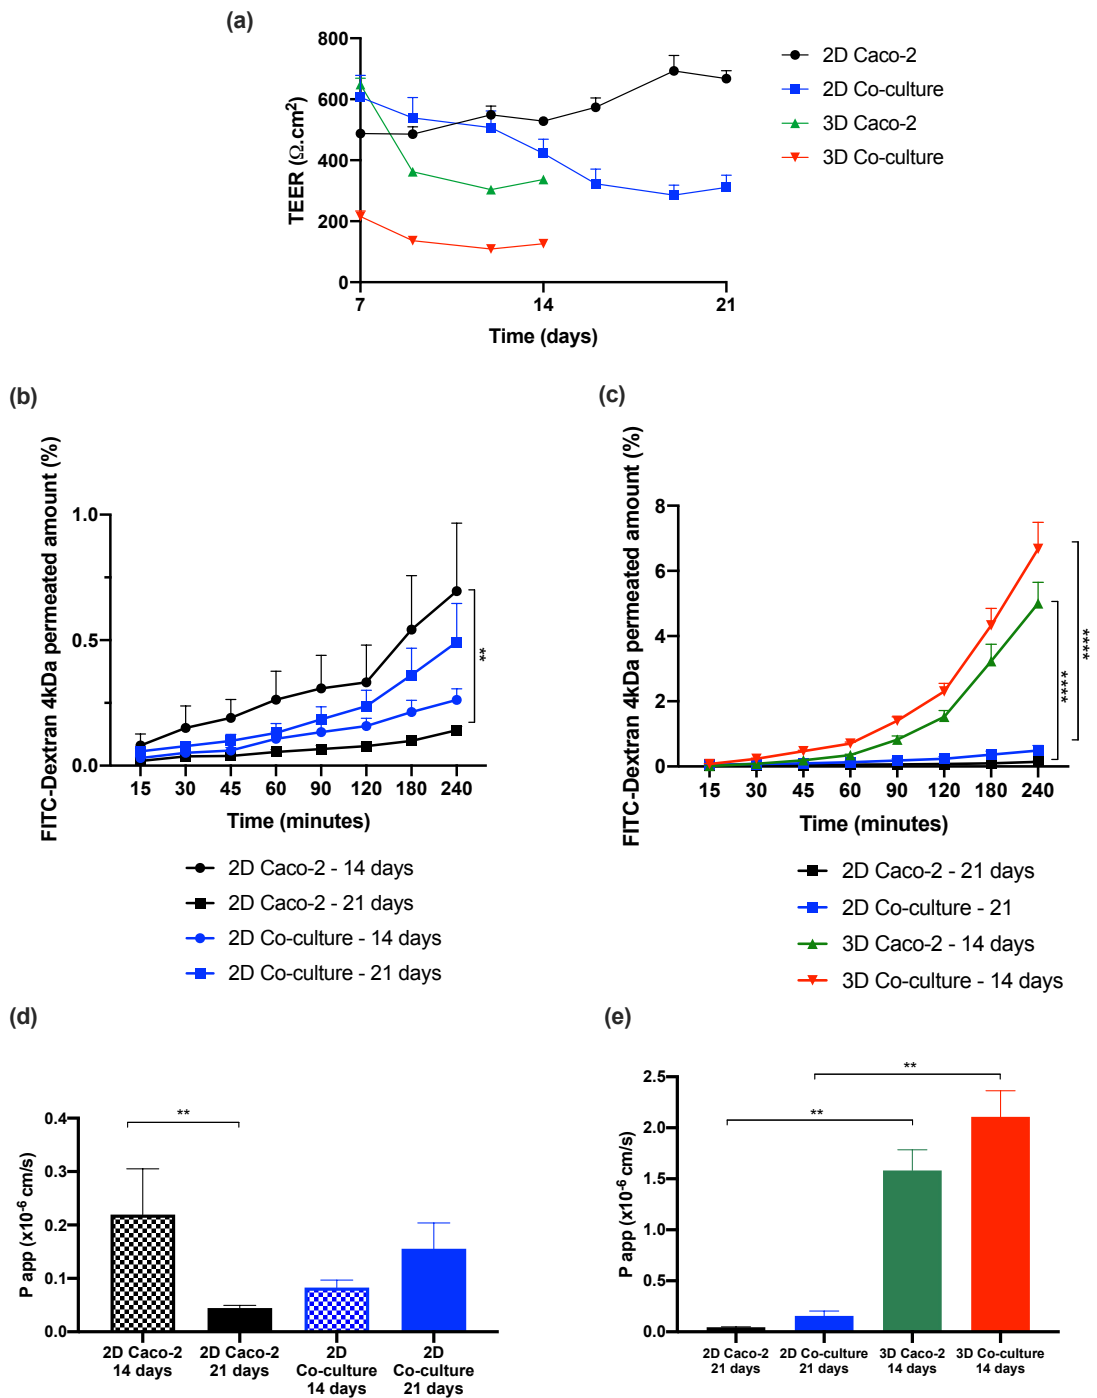 (a)
800
600
400
200
0
TEER (Ω.cm²)
7
14
21
Time (days)
2D Caco-2
2D Co-culture
3D Caco-2
3D Co-culture
(b)
FITC-Dextran 4kDa permeated amount (%)
1.0
0.5
0.0
15 30 45 60 90 120 180 240
Time (minutes)
**
2D Caco-2 - 14 days
2D Caco-2 - 21 days
2D Co-culture - 14 days
2D Co-culture - 21 days
(c)
FITC-Dextran 4kDa permeated amount (%)
8
6
4
2
0
15 30 45 60 90 120 180 240
Time (minutes)
****
****
2D Caco-2 - 21 days
2D Co-culture - 21
3D Caco-2 - 14 days
3D Co-culture - 14 days
(d)
P app (x10⁻⁶ cm/s)
0.4
0.3
0.2
0.1
0.0
**
2D Caco-2
14 days
2D Caco-2
21 days
2D
Co-culture
14 days
2D
Co-culture
21 days
(e)
P app (x10⁻⁶ cm/s)
2.5
2.0
1.5
1.0
0.5
0.0
**
**
2D Caco-2
21 days
2D Co-culture
21 days
3D Caco-2
14 days
3D Co-culture
14 days